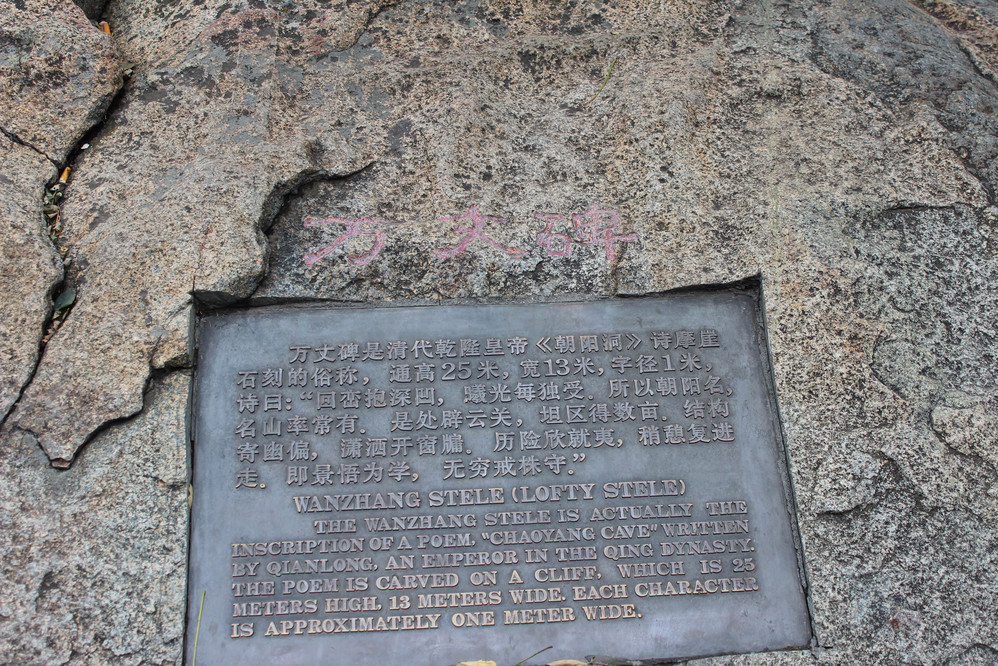 万丈碑
万丈碑是清代乾隆皇帝《朝阳洞》诗摩崖
石刻的俗称，通高25米，宽13米，字径1米，
诗曰：“回峦抱深凹，曦光每独受。所以朝阳名，
名山率常有。是处辟云关，坦区得数亩。结构
奇幽偏，潇洒开窗牖。历险欣就夷，稍憩复进
走。即景悟为学，无穷戒株守。”
WANZHANG STELE (LOFTY STELE)
THE WANZHANG STELE IS ACTUALLY THE
INSCRIPTION OF A POEM. "CHAOYANG CAVE" WRITTEN
BY QIANLONG, AN EMPEROR IN THE QING DYNASTY.
THE POEM IS CARVED ON A CLIFF, WHICH IS 25
METERS HIGH, 13 METERS WIDE. EACH CHARACTER
IS APPROXIMATELY ONE METER WIDE.